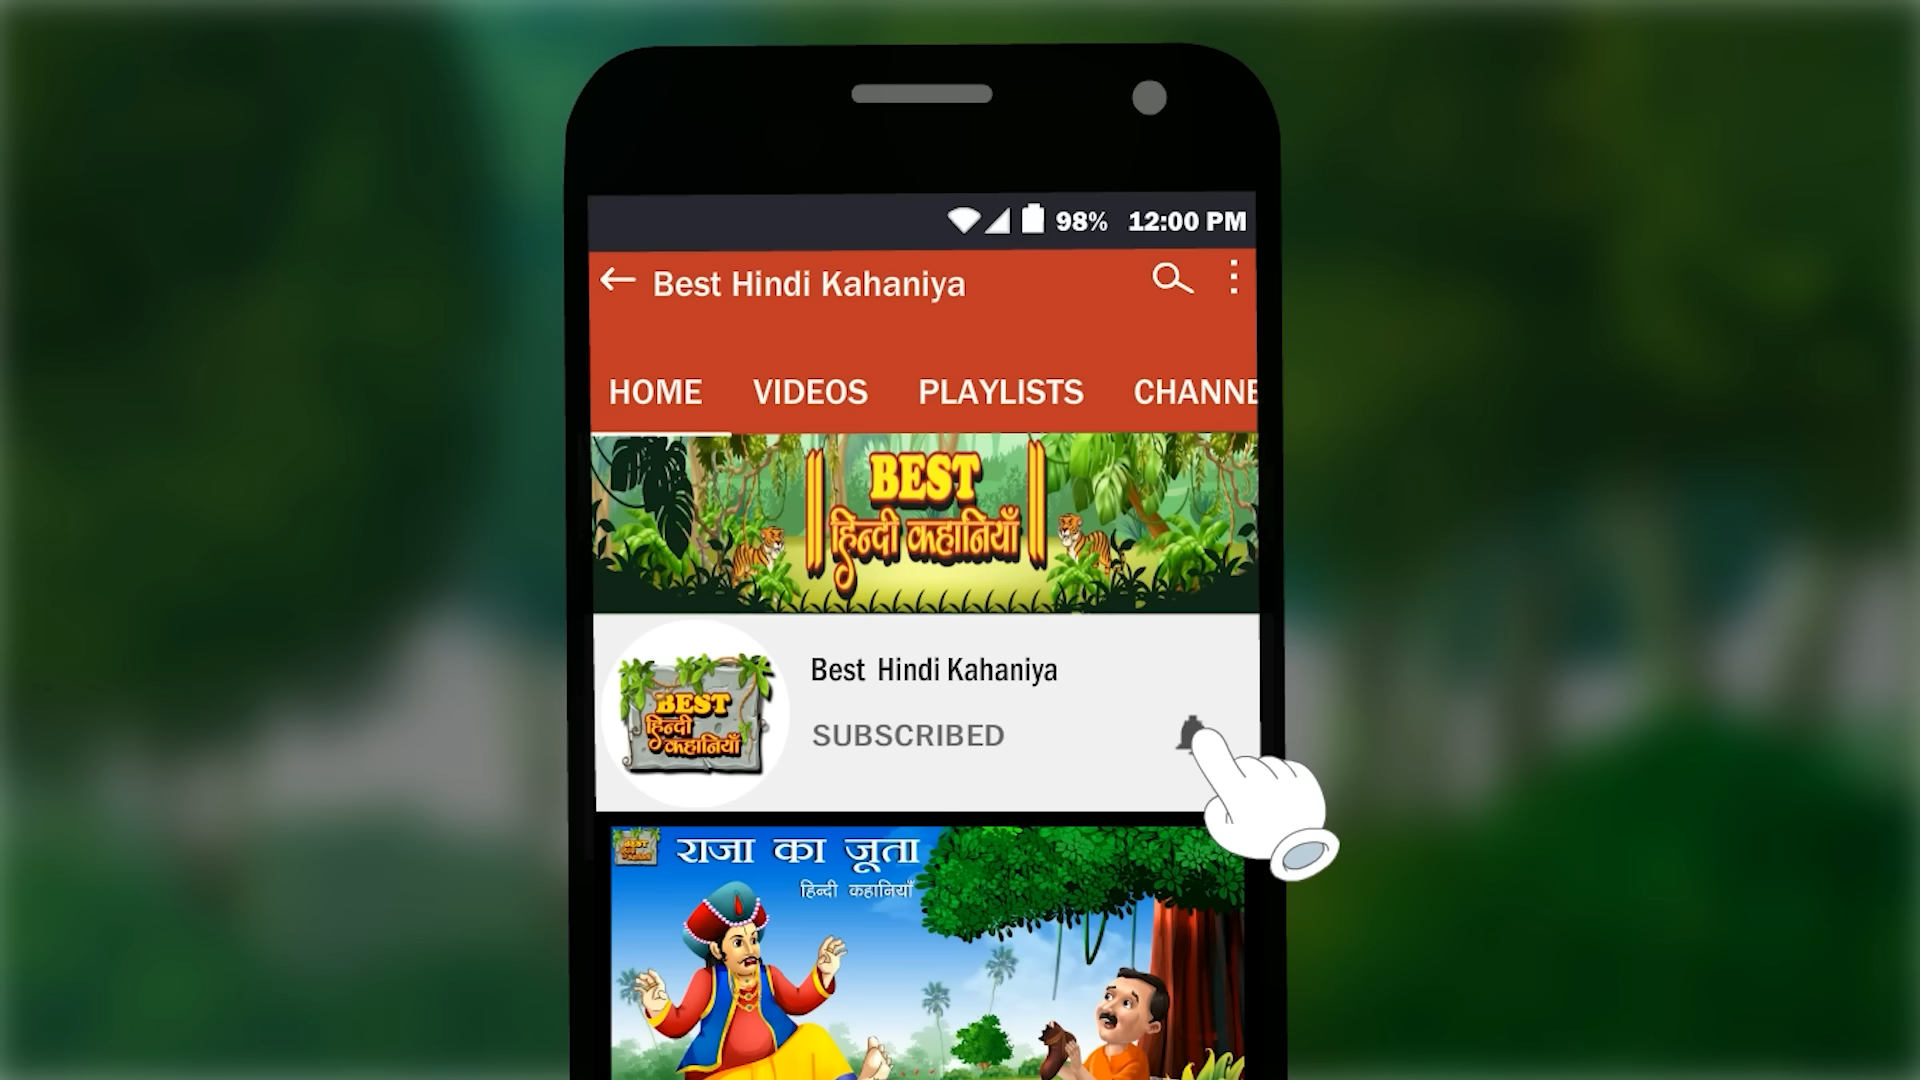 98% 12:00 PM
Best Hindi Kahaniya
HOME VIDEOS PLAYLISTS CHANNE
BEST
हिन्दी कहानियाँ
Best Hindi Kahaniya
SUBSCRIBED
BEST
हिन्दी
कहानियाँ
राजा का जूता
हिन्दी कहानियाँ